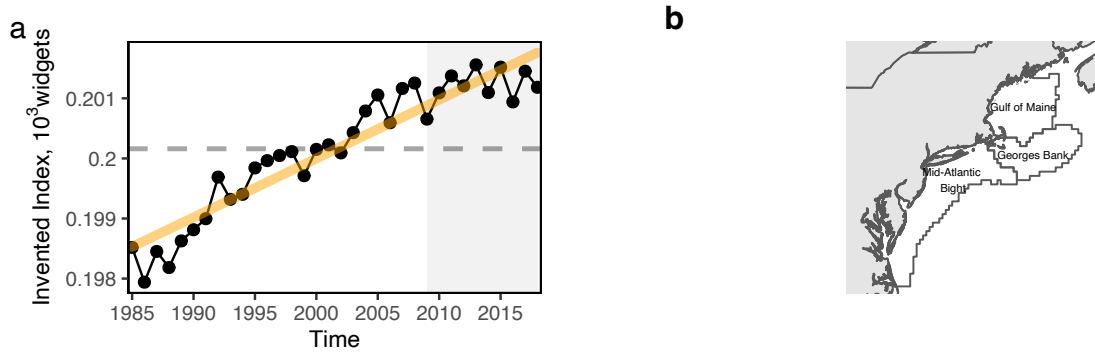 a
Invented Index, 10³widgets
0.201
0.2
0.199
0.198
1985 1990 1995 2000 2005 2010 2015
Time
b
Gulf of Maine
Georges Bank
Mid-Atlantic
Bight